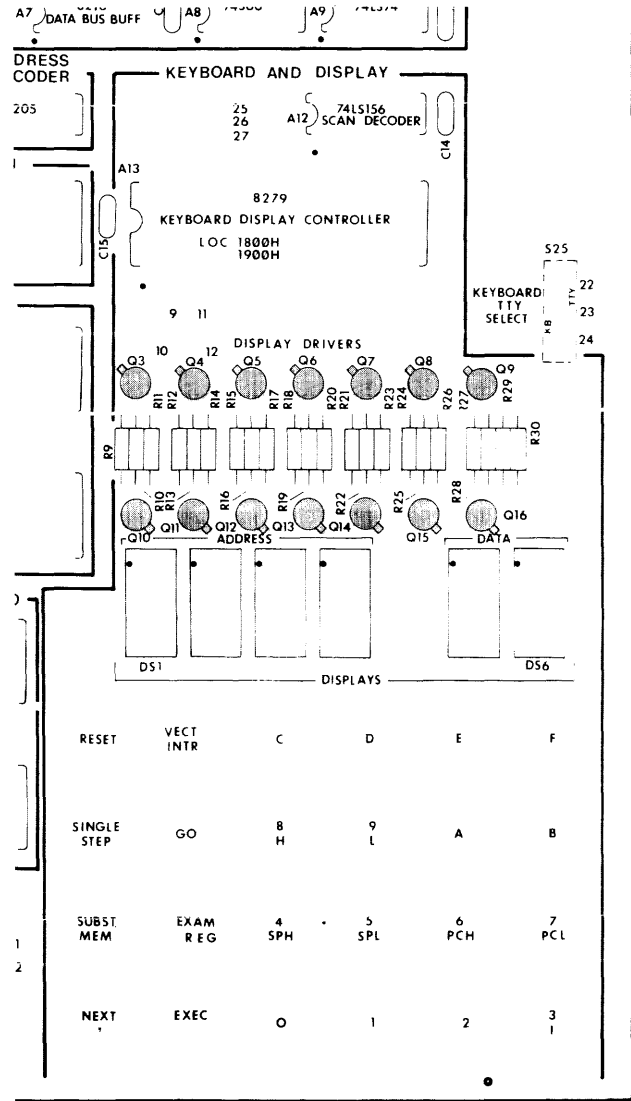 A7
DATA BUS BUFF
A8
A9
DRESS
CODER
205
KEYBOARD AND DISPLAY
25
26
27
A12
74LS156
SCAN DECODER
C14
A13
8279
KEYBOARD DISPLAY CONTROLLER
LOC 1800H
1900H
C15
S25
KEYBOARD
TTY
SELECT
TTY
KB
22
23
24
9 11
10 12
DISPLAY DRIVERS
Q3 Q4 Q5 Q6 Q7 Q8 Q9
R11 R12 R14 R15 R17 R18 R20 R21 R23 R24 R26 R27 R29
R9 R30
R10 R13 R16 R19 R22 R25 R28
Q10 Q11 Q12 Q13 Q14 Q15 Q16
ADDRESS DATA
DS1 DS6
DISPLAYS
RESET VECT INTR C D E F
SINGLE STEP GO 8 H 9 L A B
SUBST MEM EXAM REG 4 SPH 5 SPL 6 PCH 7 PCL
1
2
NEXT , EXEC O 1 2 3 I